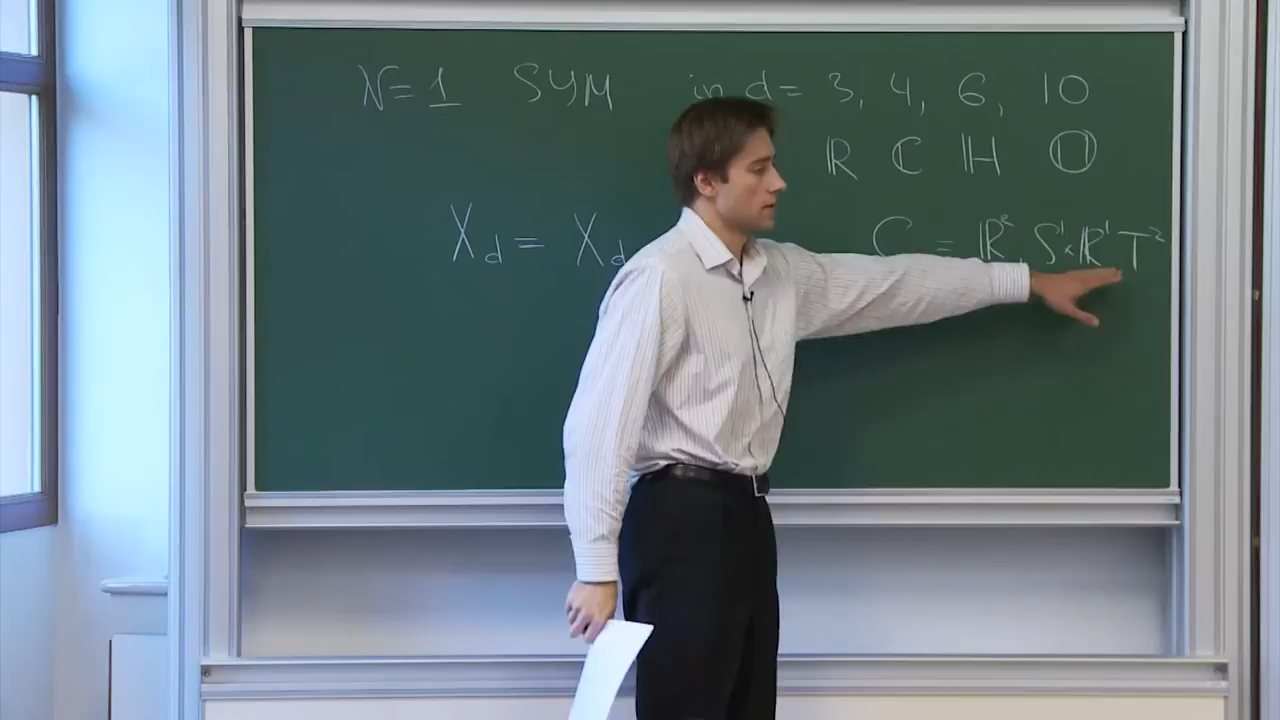 𝒩=1 SYM in d= 3, 4, 6, 10
ℝ ℂ ℍ 𝕆
X_d = X_d C = ℝ², S¹×ℝ¹ T²